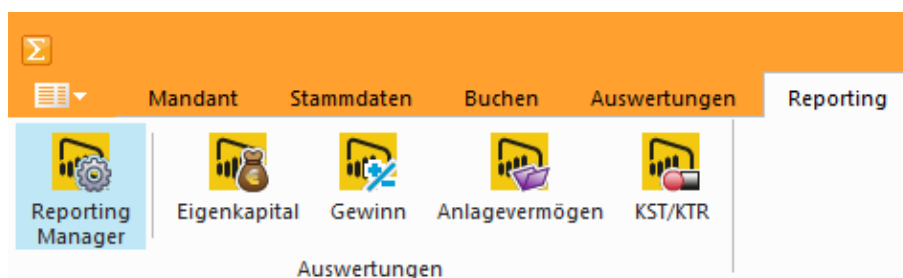 Σ
Mandant Stammdaten Buchen Auswertungen Reporting
Reporting Manager Eigenkapital Gewinn Anlagevermögen KST/KTR
Auswertungen